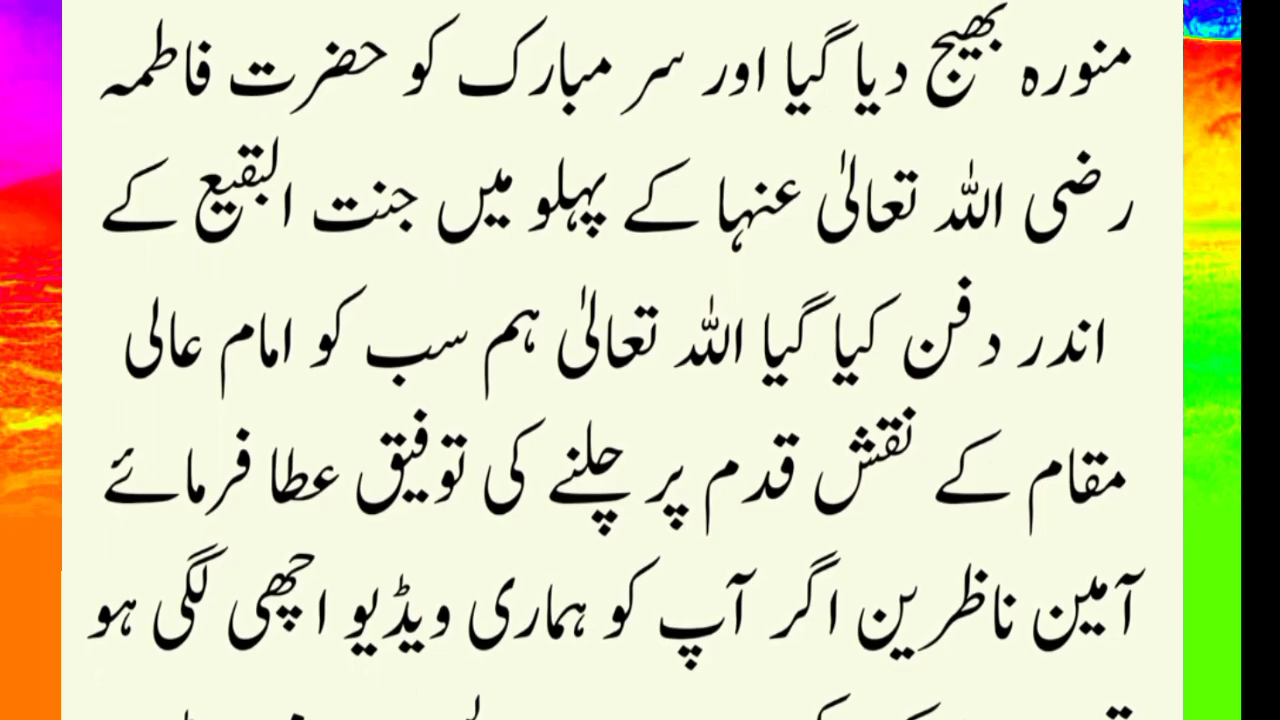 منورہ بھیج دیا گیا اور سر مبارک کو حضرت فاطمہ
رضی اللہ تعالیٰ عنہا کے پہلو میں جنت البقیع کے
اندر دفن کیا گیا اللہ تعالیٰ ہم سب کو امام عالی
مقام کے نقش قدم پر چلنے کی توفیق عطا فرمائے
آمین ناظرین اگر آپ کو ہماری ویڈیو اچھی لگی ہو